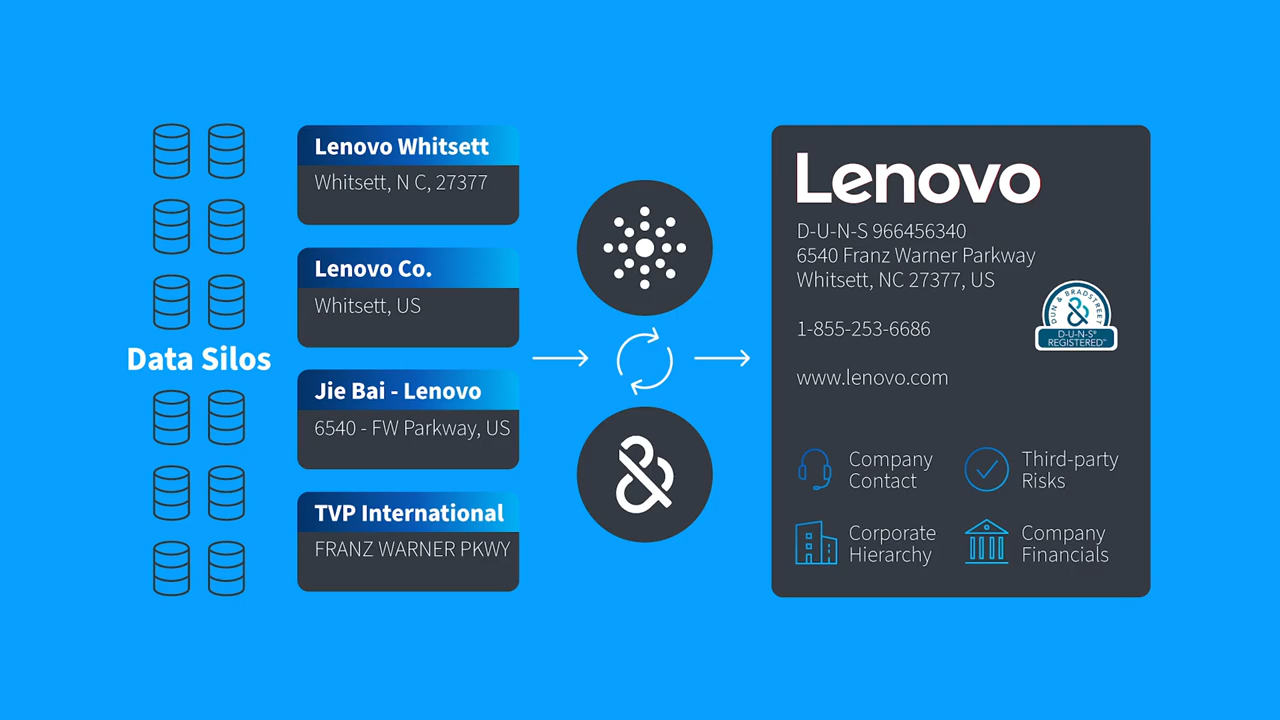 Data Silos
Lenovo Whitsett
Whitsett, N C, 27377
Lenovo Co.
Whitsett, US
Jie Bai - Lenovo
6540 - FW Parkway, US
TVP International
FRANZ WARNER PKWY
&
Lenovo
D-U-N-S 966456340
6540 Franz Warner Parkway
Whitsett, NC 27377, US
1-855-253-6686
www.lenovo.com
DUN & BRADSTREET
&
D-U-N-S®
REGISTERED™
Company
Contact
Third-party
Risks
Corporate
Hierarchy
Company
Financials